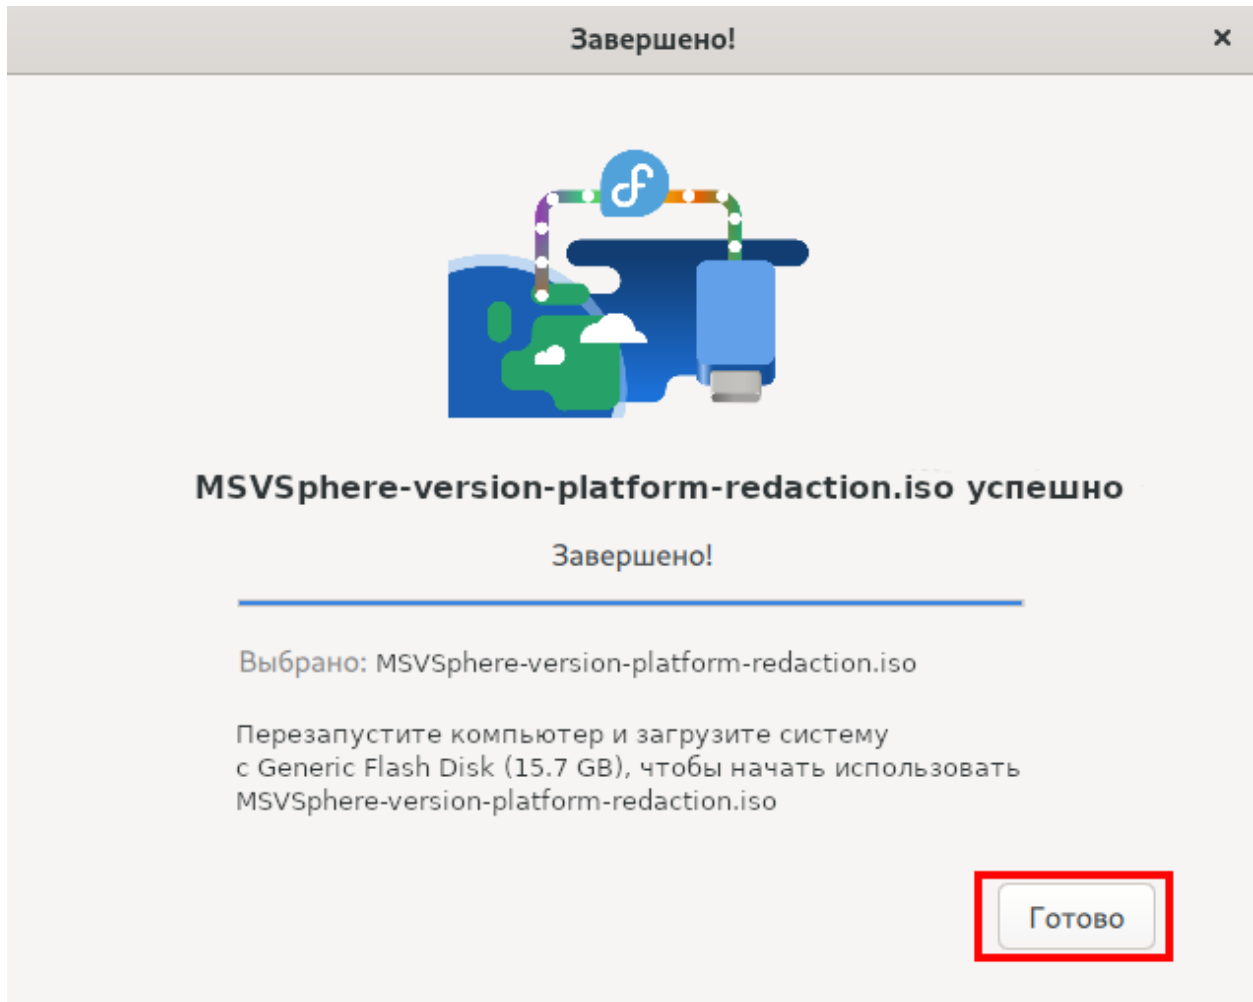 Завершено!
MSVSphere-version-platform-redaction.iso успешно
Завершено!
Выбрано: MSVSphere-version-platform-redaction.iso
Перезапустите компьютер и загрузите систему
с Generic Flash Disk (15.7 GB), чтобы начать использовать
MSVSphere-version-platform-redaction.iso
Готово